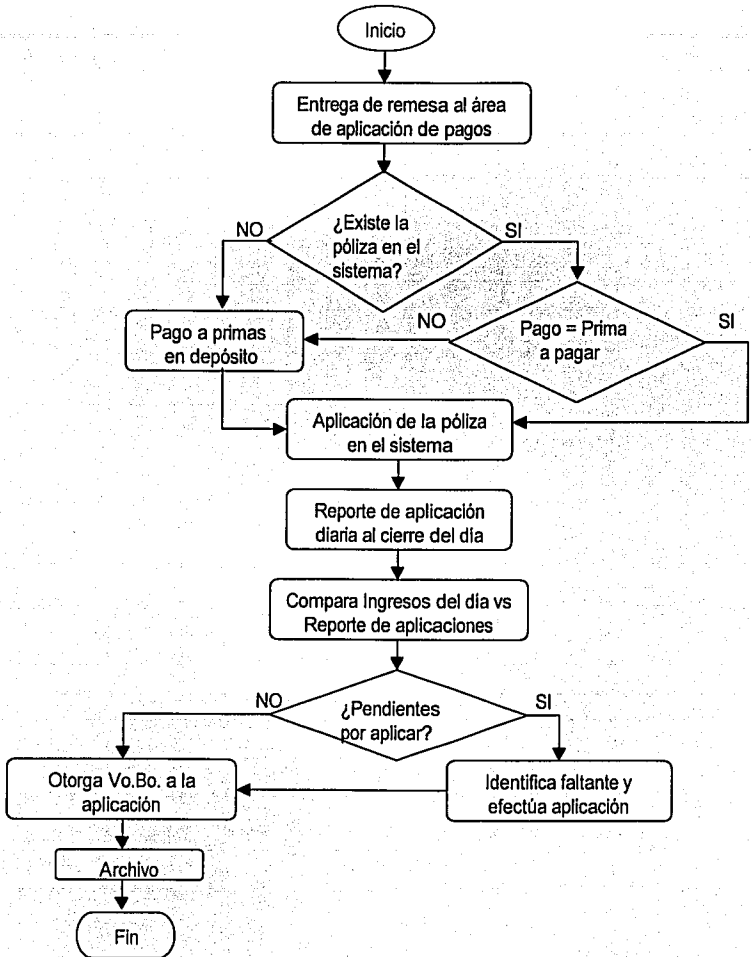 Inicio
Entrega de remesa al área
de aplicación de pagos
NO
¿Existe la
póliza en el
sistema?
SI
Pago a primas
en depósito
NO
Pago = Prima
a pagar
SI
Aplicación de la póliza
en el sistema
Reporte de aplicación
diaria al cierre del día
Compara Ingresos del día vs
Reporte de aplicaciones
NO
¿Pendientes
por aplicar?
SI
Otorga Vo.Bo. a la
aplicación
Identifica faltante y
efectúa aplicación
Archivo
Fin